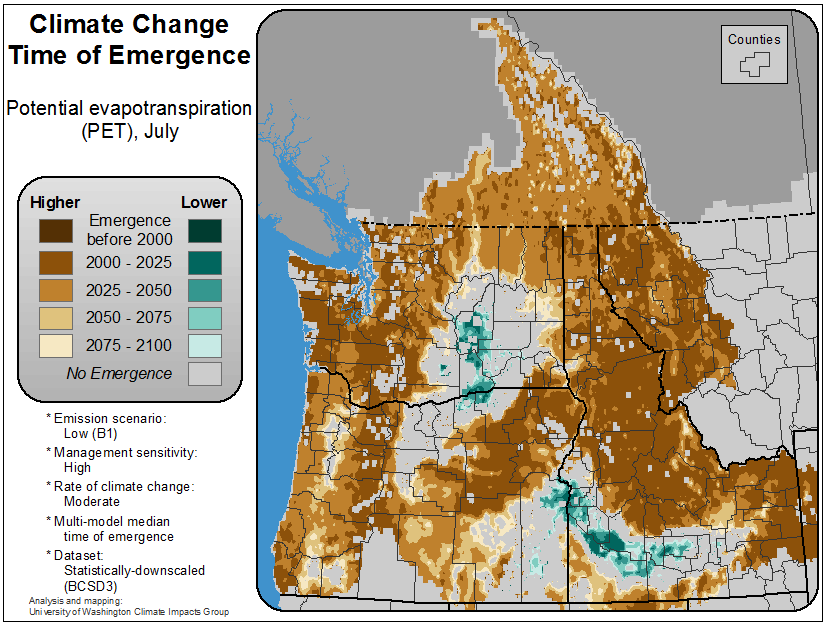 Climate Change
Time of Emergence
Potential evapotranspiration
(PET), July
Counties
Higher Lower
Emergence
before 2000
2000 - 2025
2025 - 2050
2050 - 2075
2075 - 2100
No Emergence
* Emission scenario:
Low (B1)
* Management sensitivity:
High
* Rate of climate change:
Moderate
* Multi-model median
time of emergence
* Dataset:
Statistically-downscaled
(BCSD3)
Analysis and mapping:
University of Washington Climate Impacts Group